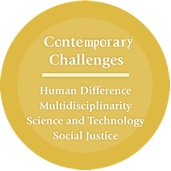 Contemporary
Challenges
Human Difference
Multidisciplinarity
Science and Technology
Social Justice